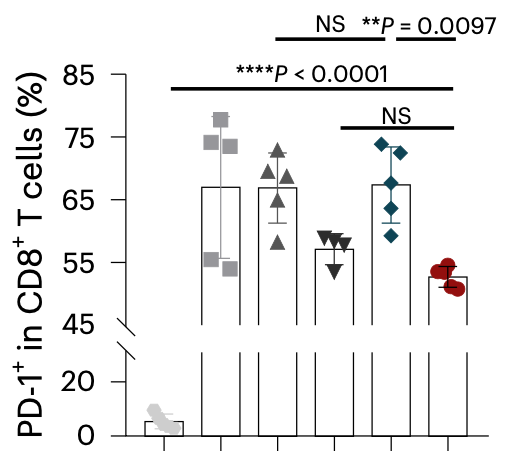 NS **P = 0.0097
****P < 0.0001
NS
PD-1+ in CD8+ T cells (%)
85
75
65
55
45
20
0